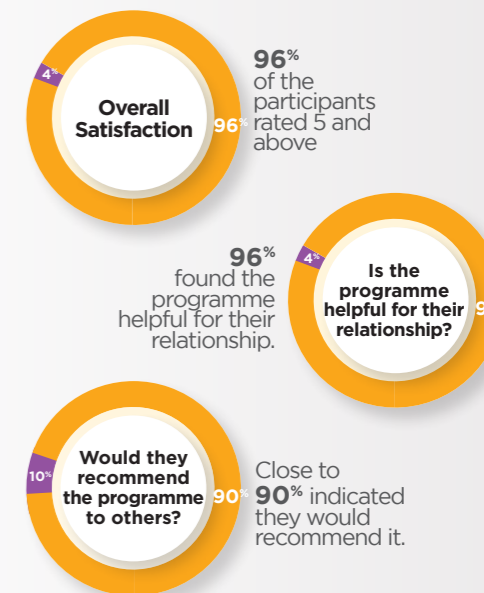 4%
Overall
Satisfaction
96%
96%
of the
participants
rated 5 and
above
96%
found the
programme
helpful for their
relationship.
4%
Is the
programme
helpful for their
relationship?
9
10%
Would they
recommend
the programme
to others?
90%
Close to
90% indicated
they would
recommend it.